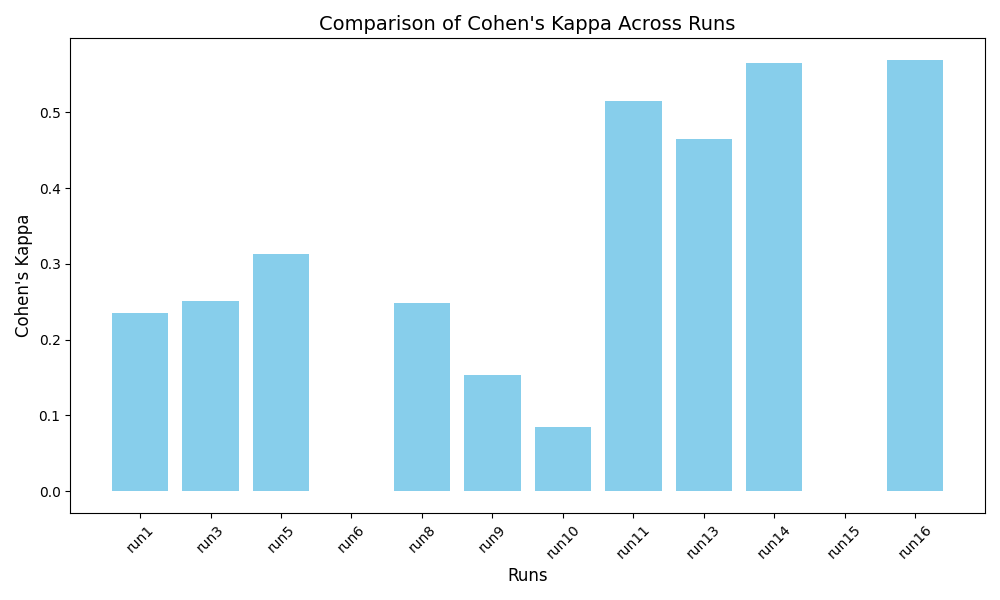 Comparison of Cohen's Kappa Across Runs
Cohen's Kappa
0.5
0.4
0.3
0.2
0.1
0.0
run1
run3
run5
run6
run8
run9
run10
run11
run13
run14
run15
run16
Runs